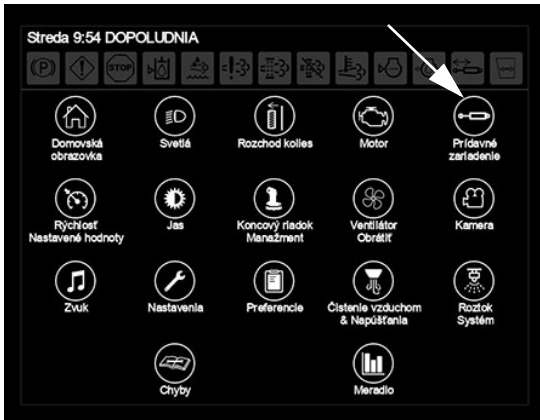 Streda 9:54 DOPOLUDNIA
(P) STOP
Domovská
obrazovka
Svetlá
Rozchod kolies
Motor
Prídavné
zariadenie
Rýchlosť
Nastavené hodnoty
Jas
Koncový riadok
Manažment
Ventilátor
Obrátiť
Kamera
Zvuk
Nastavenia
Preferencie
Čistenie vzduchom
& Napúšťania
Roztok
Systém
Chyby
Meradlo